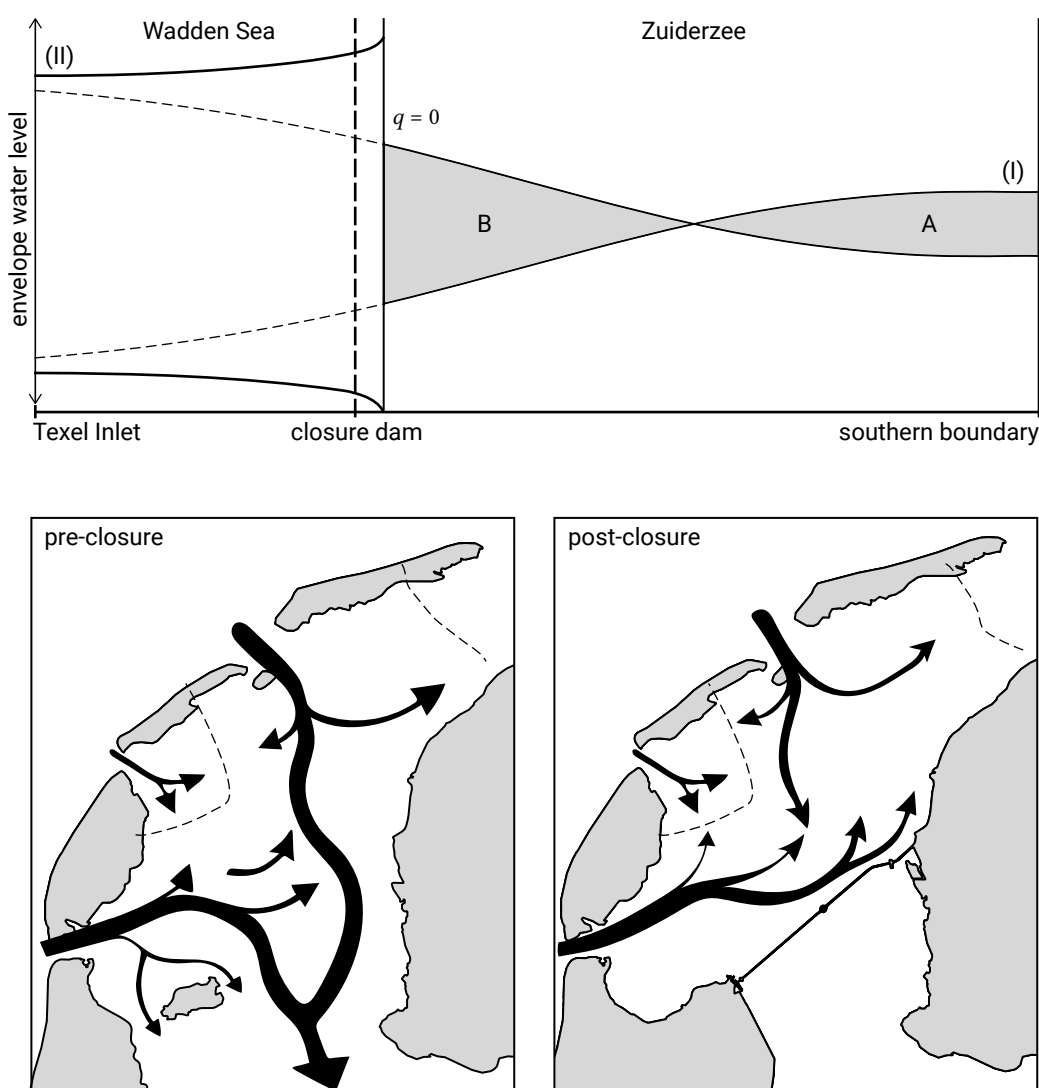 Wadden Sea
Zuiderzee
(II)
q = 0
(I)
envelope water level
B
A
Texel Inlet
closure dam
southern boundary
pre-closure
post-closure